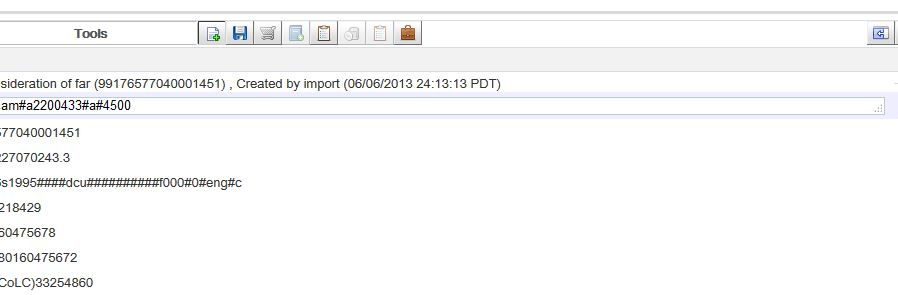 Tools
sideration of far (99176577040001451) , Created by import (06/06/2013 24:13:13 PDT)
am#a2200433#a#4500
577040001451
227070243.3
s1995####dcu##########f000#0#eng#c
218429
60475678
80160475672
CoLC)33254860